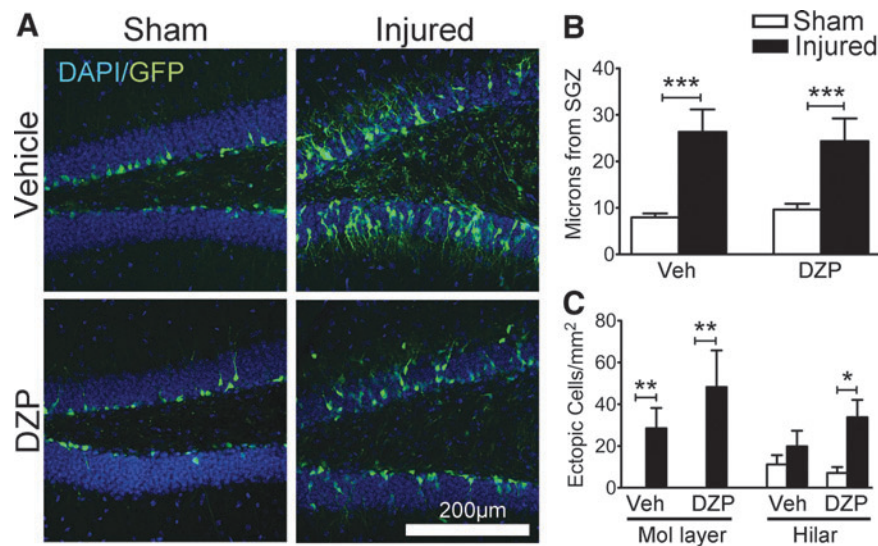 A
Sham
Injured
Vehicle
DAPI/GFP
DZP
200µm
B
Sham
Injured
Microns from SGZ
40
30
20
10
0
***
***
Veh
DZP
C
Ectopic Cells/mm²
80
60
40
20
0
**
**
*
Veh
DZP
Veh
DZP
Mol layer
Hilar